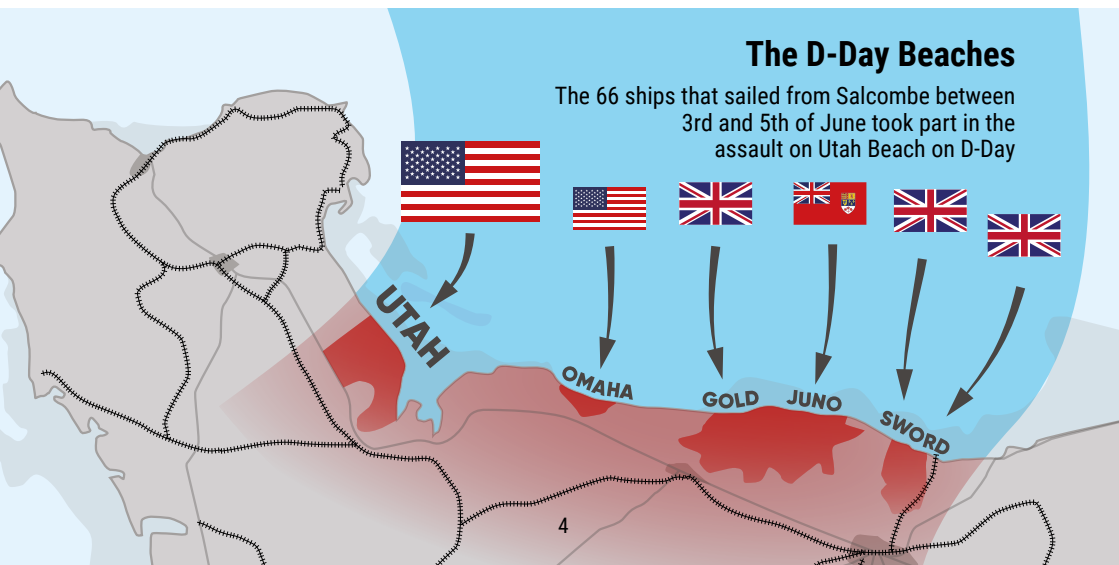 The D-Day Beaches
The 66 ships that sailed from Salcombe between
3rd and 5th of June took part in the
assault on Utah Beach on D-Day
UTAH
OMAHA
GOLD
JUNO
SWORD
4